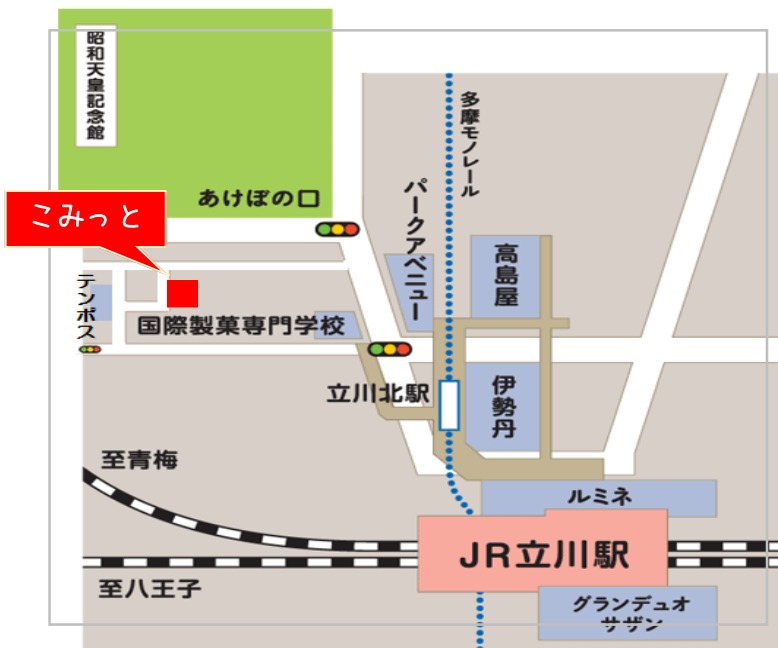 昭和天皇記念館
多摩モノレール
あけぼの口
パークアベニュー
こみっと
高島屋
テンポス
国際製菓専門学校
立川北駅
伊勢丹
至青梅
ルミネ
JR立川駅
至八王子
グランデュオ
サザン